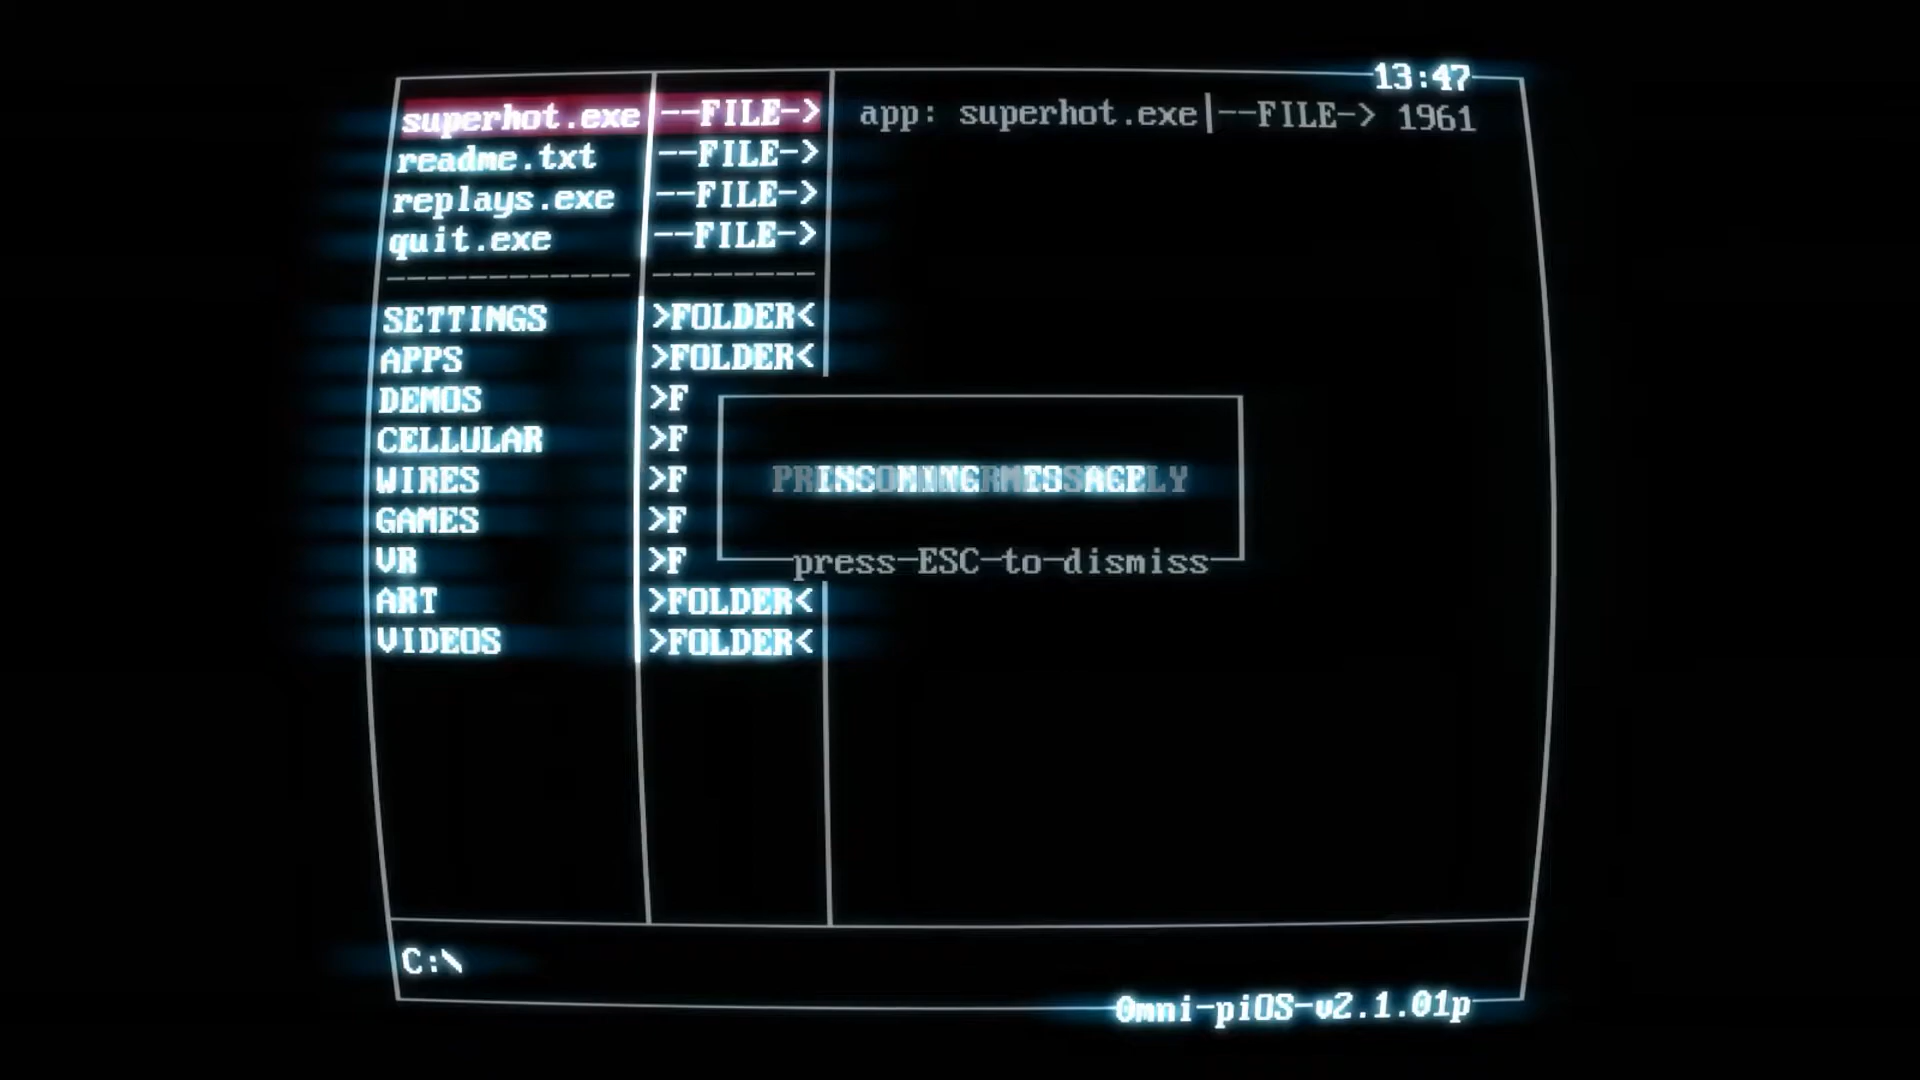 13:47
superhot.exe --FILE-> app: superhot.exe|--FILE-> 1961
readme.txt --FILE->
replays.exe --FILE->
quit.exe --FILE->
------------- --------
SETTINGS >FOLDER<
APPS >FOLDER<
DEMOS >F
CELLULAR >F
WIRES >F
GAMES >F
VR >F
press-ESC-to-dismiss
ART >FOLDER<
VIDEOS >FOLDER<
C:\
Omni-piOS-v2.1.01p